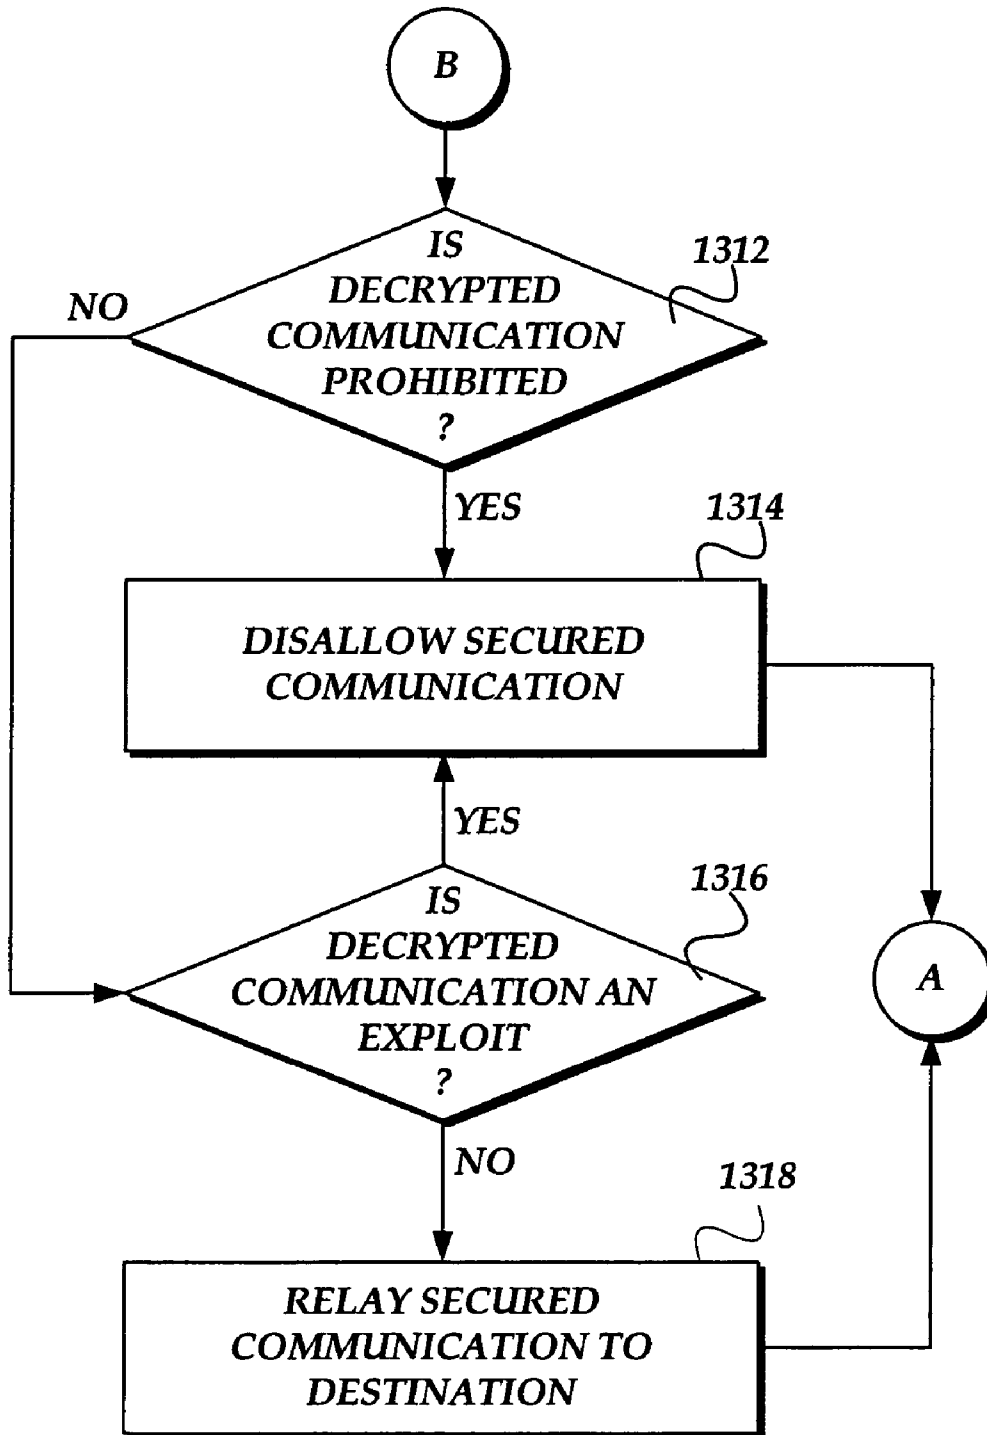 B
1312
IS
DECRYPTED
COMMUNICATION
PROHIBITED
?
NO
YES
1314
DISALLOW SECURED
COMMUNICATION
YES
1316
IS
DECRYPTED
COMMUNICATION AN
EXPLOIT
?
A
NO
1318
RELAY SECURED
COMMUNICATION TO
DESTINATION